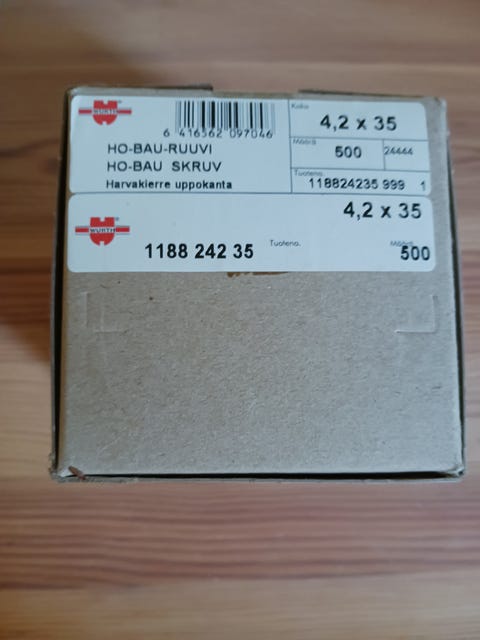 WÜRTH
6 416562 097046
Koko
4,2 x 35
HO-BAU-RUUVI
HO-BAU SKRUV
Harvakierre uppokanta
Määrä
500
24444
Tuoteno.
118824235 999 1
WÜRTH
4,2 x 35
1188 242 35
Tuoteno.
Määrä
500